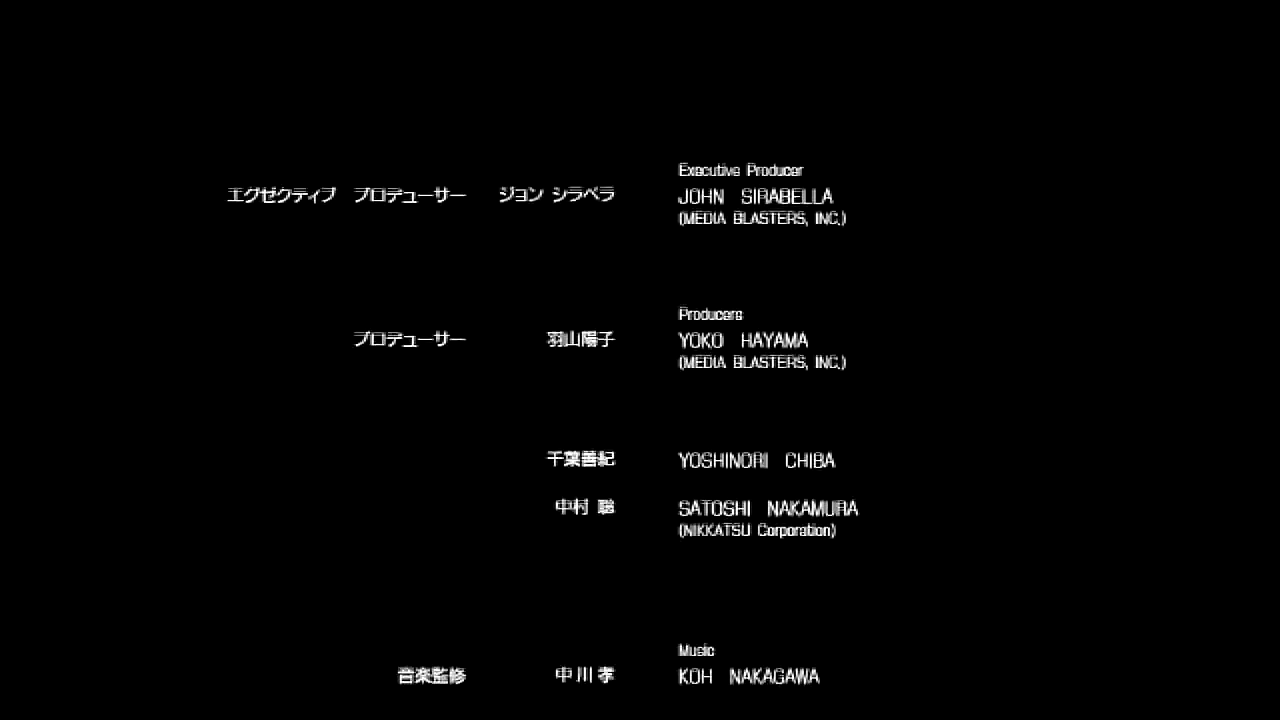 Executive Producer
エグゼクティブ プロデューサー ジョン シラベラ JOHN SIRABELLA
(MEDIA BLASTERS, INC.)
Producers
プロデューサー 羽山陽子 YOKO HAYAMA
(MEDIA BLASTERS, INC.)
千葉善紀 YOSHINORI CHIBA
中村 聡 SATOSHI NAKAMURA
(NIKKATSU Corporation)
Music
音楽監修 中川孝 KOH NAKAGAWA